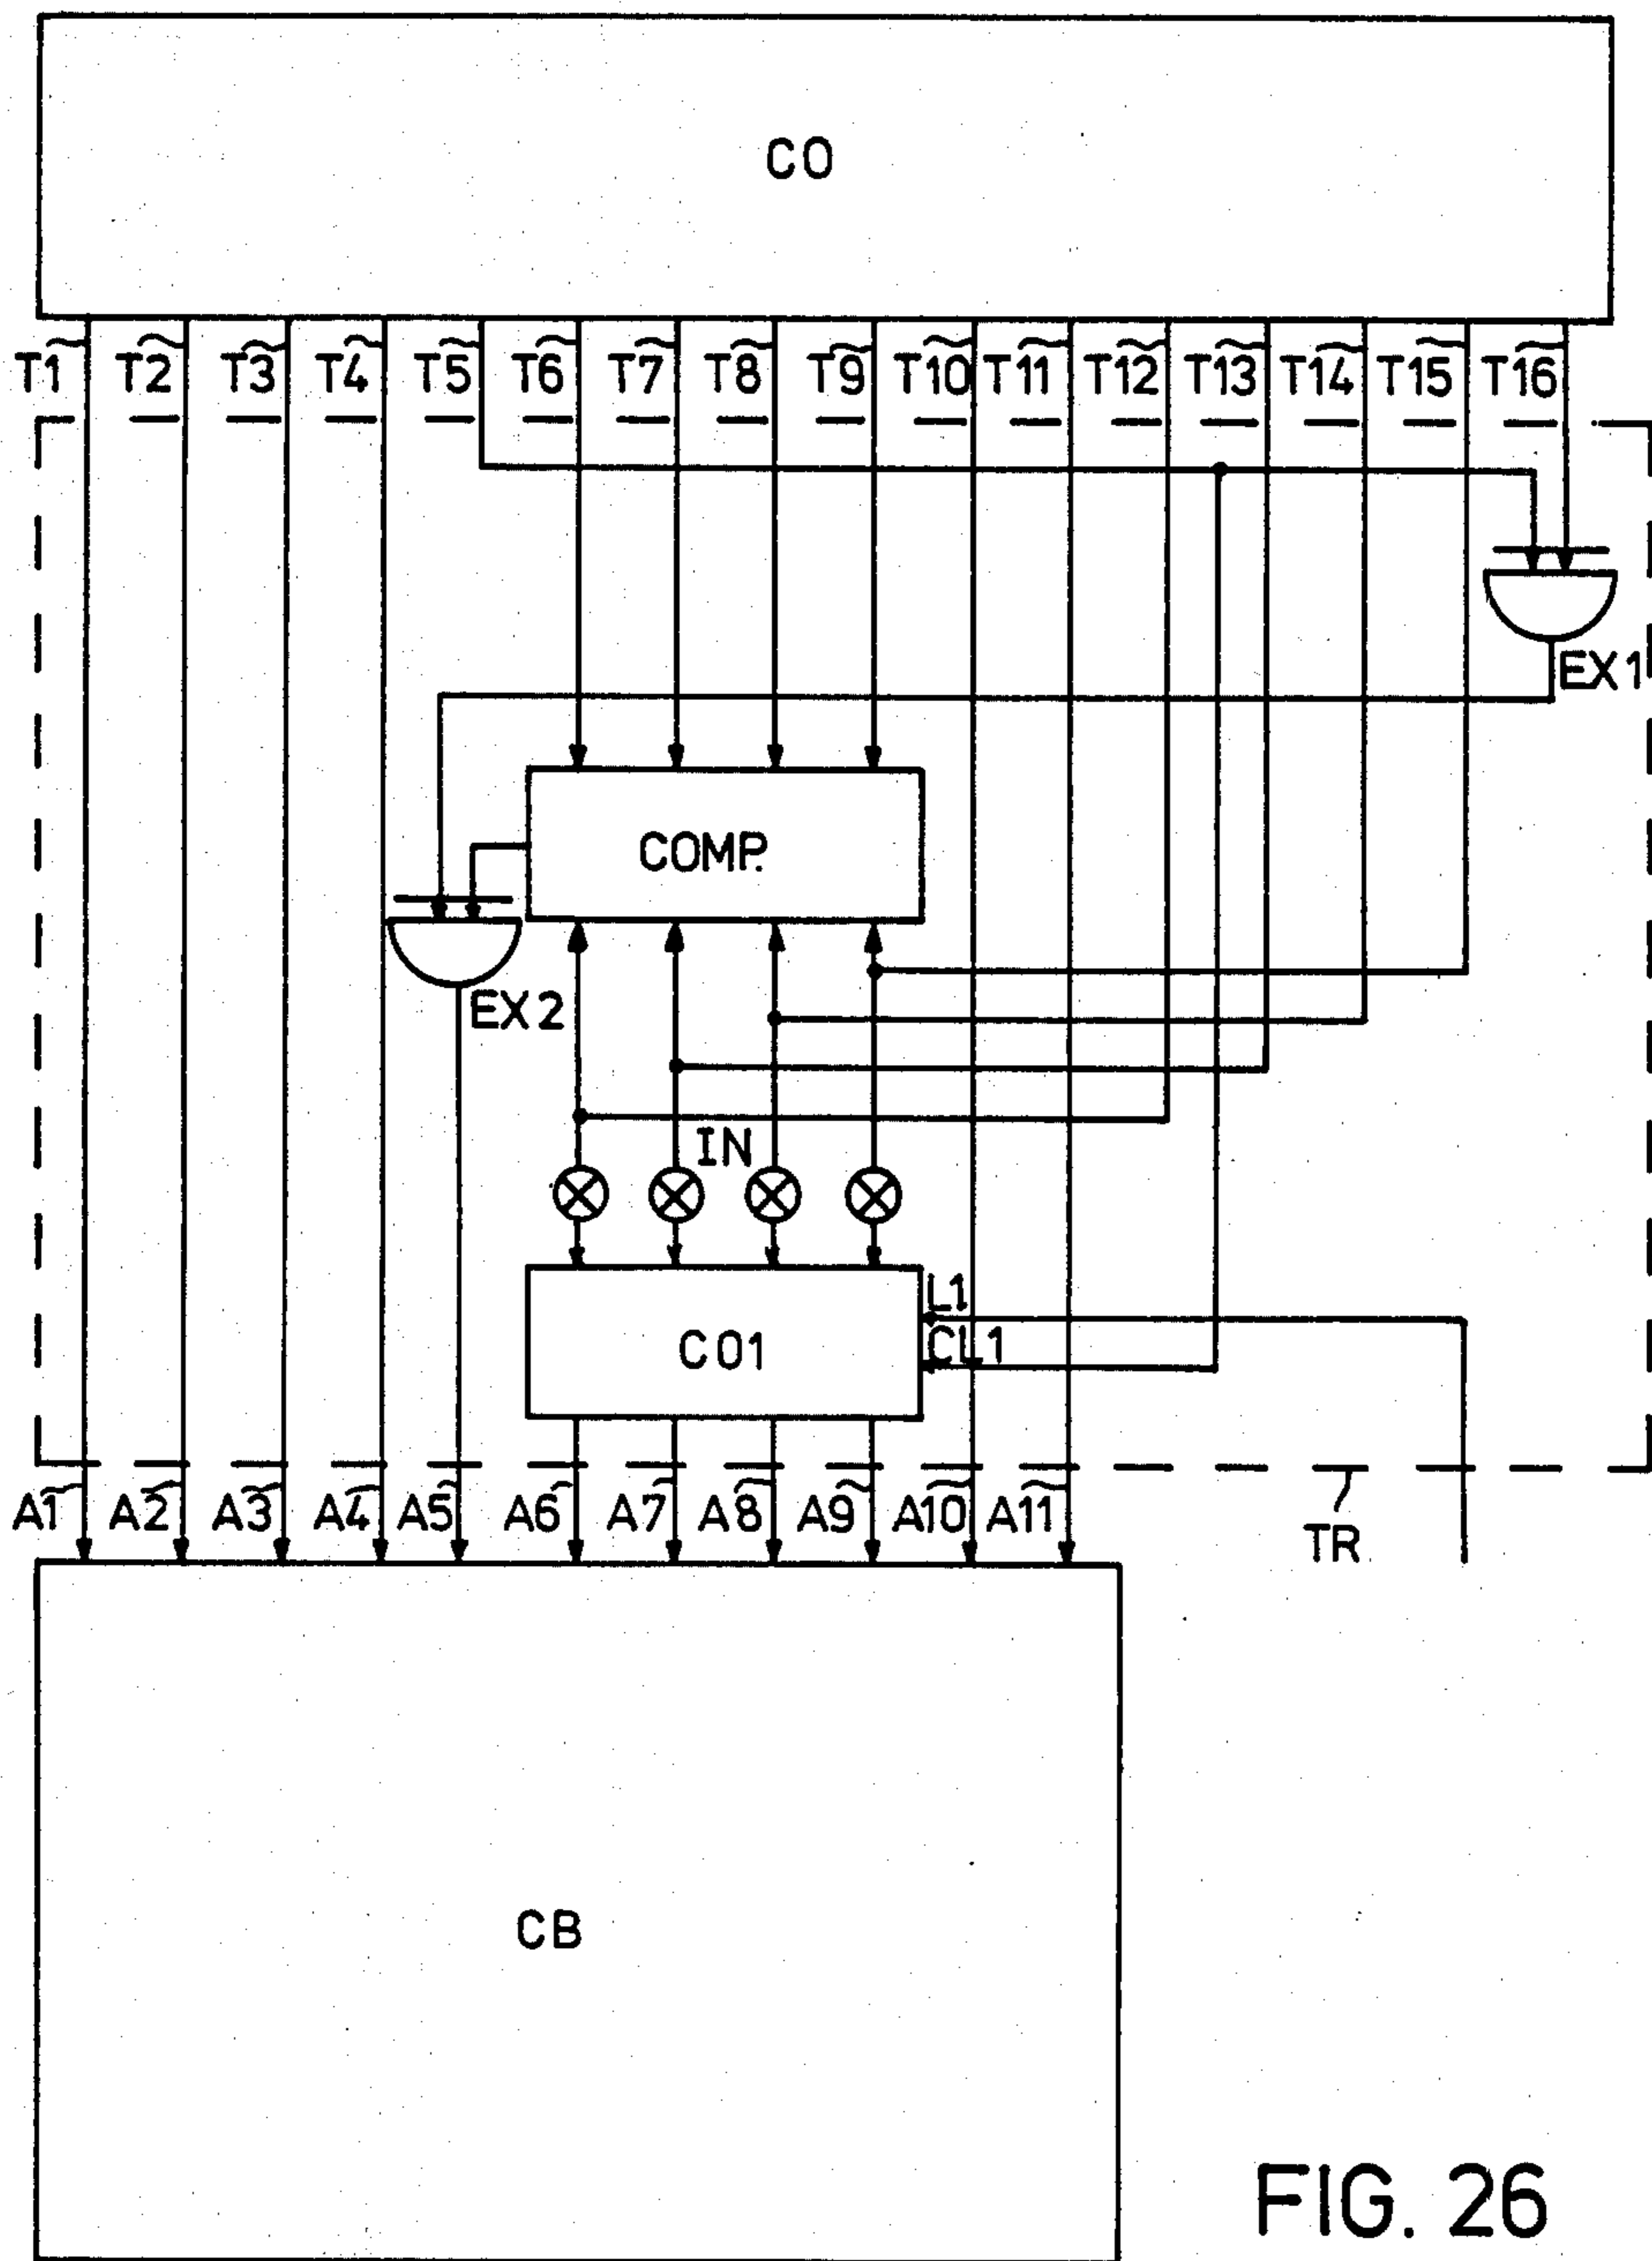 CO
T1 T2 T3 T4 T5 T6 T7 T8 T9 T10 T11 T12 T13 T14 T15 T16
EX1
COMP.
EX2
IN
L1
CL1
CO1
A1 A2 A3 A4 A5 A6 A7 A8 A9 A10 A11
TR
CB
FIG. 26